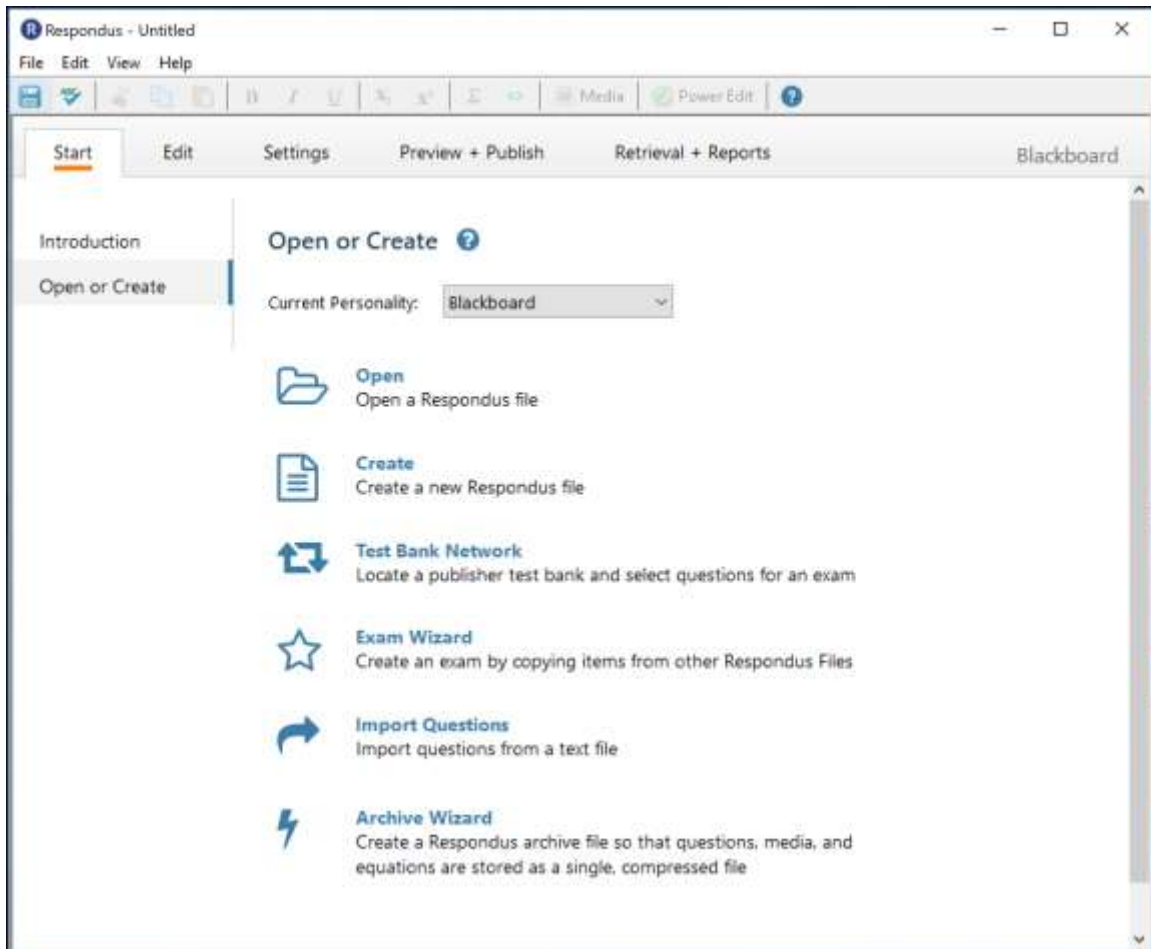 Respondus - Untitled
File Edit View Help
B I U X₁ x² Σ <> Media Power Edit ?
Start Edit Settings Preview + Publish Retrieval + Reports Blackboard
Introduction
Open or Create
Open or Create ?
Current Personality: Blackboard
Open
Open a Respondus file
Create
Create a new Respondus file
Test Bank Network
Locate a publisher test bank and select questions for an exam
Exam Wizard
Create an exam by copying items from other Respondus Files
Import Questions
Import questions from a text file
Archive Wizard
Create a Respondus archive file so that questions, media, and
equations are stored as a single, compressed file